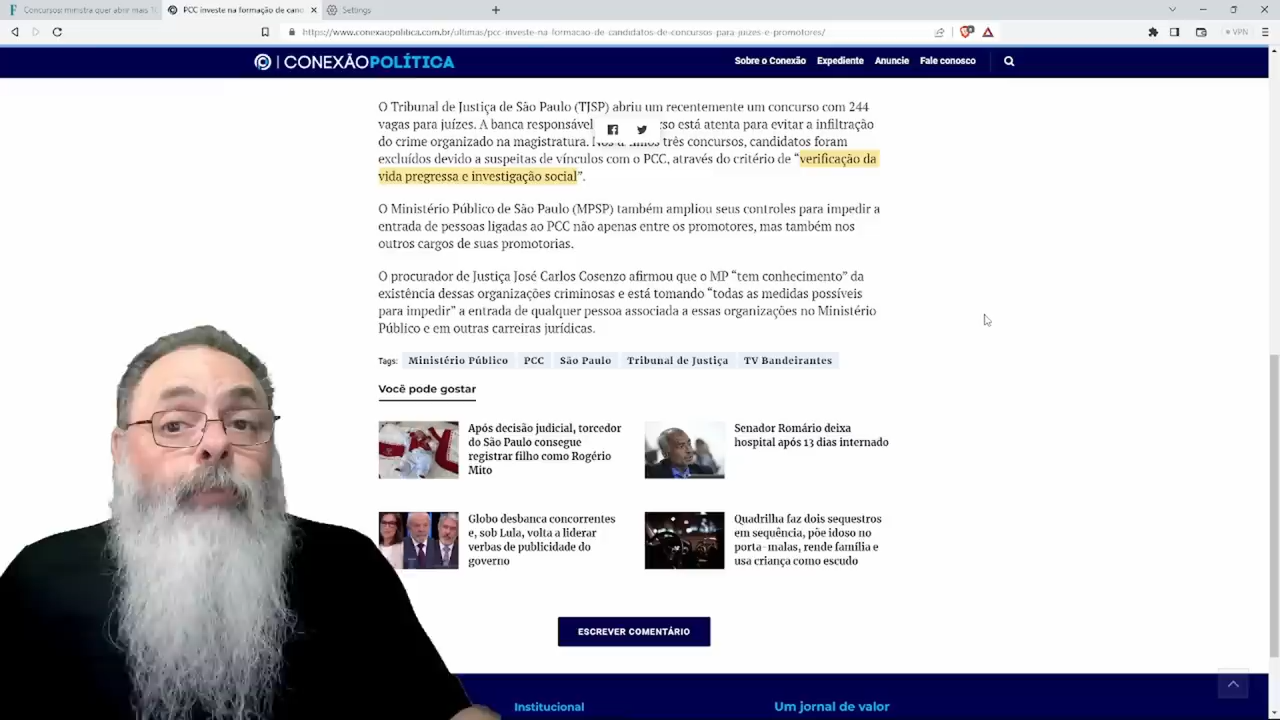 Concursos: ministra quer abrir mais 10
PCC investe na formação de cand
Settings
https://www.conexaopolitica.com.br/ultimas/pcc-investe-na-formacao-de-candidatos-de-concursos-para-juizes-e-promotores/
VPN
CONEXÃOPOLÍTICA
Sobre o Conexão Expediente Anuncie Fale conosco
O Tribunal de Justiça de São Paulo (TJSP) abriu um recentemente um concurso com 244
vagas para juízes. A banca responsável so está atenta para evitar a infiltração
do crime organizado na magistratura. três concursos, candidatos foram
excluídos devido a suspeitas de vínculos com o PCC, através do critério de “verificação da
vida pregressa e investigação social”.
O Ministério Público de São Paulo (MPSP) também ampliou seus controles para impedir a
entrada de pessoas ligadas ao PCC não apenas entre os promotores, mas também nos
outros cargos de suas promotorias.
O procurador de Justiça José Carlos Cosenzo afirmou que o MP “tem conhecimento” da
existência dessas organizações criminosas e está tomando “todas as medidas possíveis
para impedir” a entrada de qualquer pessoa associada a essas organizações no Ministério
Público e em outras carreiras jurídicas.
Tags: Ministério Público PCC São Paulo Tribunal de Justiça TV Bandeirantes
Você pode gostar
Após decisão judicial, torcedor
do São Paulo consegue
registrar filho como Rogério
Mito
Senador Romário deixa
hospital após 13 dias internado
Globo desbanca concorrentes
e, sob Lula, volta a liderar
verbas de publicidade do
governo
Quadrilha faz dois sequestros
em sequência, põe idoso no
porta-malas, rende família e
usa criança como escudo
ESCREVER COMENTÁRIO
Institucional
Um jornal de valor